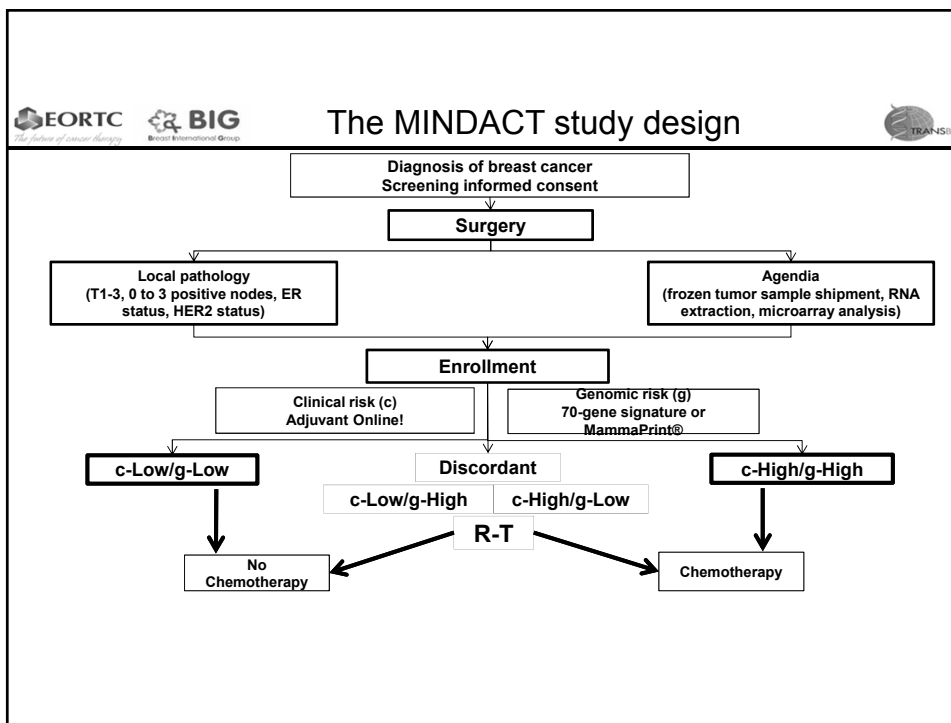 EORTC
The future of cancer therapy
BIG
Breast International Group
The MINDACT study design
TRANSB
Diagnosis of breast cancer
Screening informed consent
Surgery
Local pathology
(T1-3, 0 to 3 positive nodes, ER
status, HER2 status)
Agendia
(frozen tumor sample shipment, RNA
extraction, microarray analysis)
Enrollment
Clinical risk (c)
Adjuvant Online!
Genomic risk (g)
70-gene signature or
MammaPrint®
c-Low/g-Low
Discordant
c-High/g-High
c-Low/g-High
c-High/g-Low
R-T
No
Chemotherapy
Chemotherapy